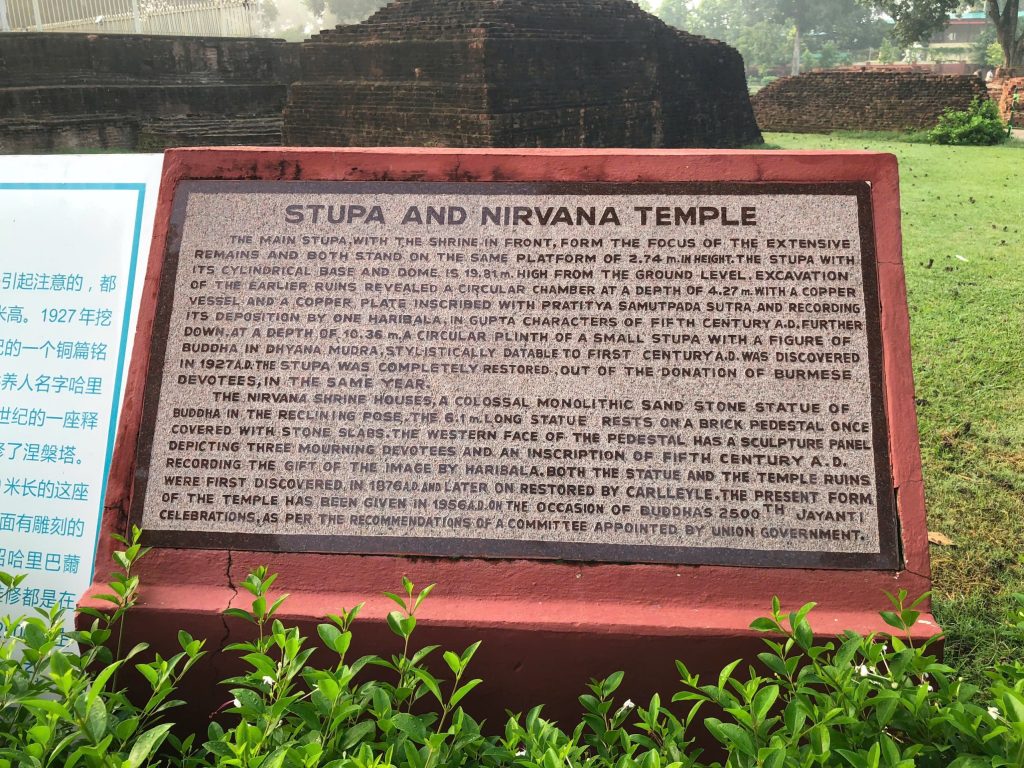 STUPA AND NIRVANA TEMPLE
THE MAIN STUPA, WITH THE SHRINE IN FRONT, FORM THE FOCUS OF THE EXTENSIVE
REMAINS AND BOTH STAND ON THE SAME PLATFORM OF 2.74 m. IN HEIGHT. THE STUPA WITH
ITS CYLINDRICAL BASE AND DOME, IS 19.81 m. HIGH FROM THE GROUND LEVEL. EXCAVATION
OF THE EARLIER RUINS REVEALED A CIRCULAR CHAMBER AT A DEPTH OF 4.27 m. WITH A COPPER
VESSEL AND A COPPER PLATE INSCRIBED WITH PRATITYA SAMUTPADA SUTRA AND RECORDING
ITS DEPOSITION BY ONE HARIBALA, IN GUPTA CHARACTERS OF FIFTH CENTURY A.D. FURTHER
DOWN, AT A DEPTH OF 10.36 m, A CIRCULAR PLINTH OF A SMALL STUPA WITH A FIGURE OF
BUDDHA IN DHYANA MUDRA, STYLISTICALLY DATABLE TO FIRST CENTURY A.D. WAS DISCOVERED
IN 1927 A.D. THE STUPA WAS COMPLETELY RESTORED, OUT OF THE DONATION OF BURMESE
DEVOTEES, IN THE SAME YEAR.
THE NIRVANA SHRINE HOUSES, A COLOSSAL MONOLITHIC SAND STONE STATUE OF
BUDDHA IN THE RECLINING POSE, THE 6.1 m. LONG STATUE RESTS ON A BRICK PEDESTAL ONCE
COVERED WITH STONE SLABS. THE WESTERN FACE OF THE PEDESTAL HAS A SCULPTURE PANEL
DEPICTING THREE MOURNING DEVOTEES AND AN INSCRIPTION OF FIFTH CENTURY A.D.
RECORDING THE GIFT OF THE IMAGE BY HARIBALA. BOTH THE STATUE AND THE TEMPLE RUINS
WERE FIRST DISCOVERED, IN 1876 A.D. AND LATER ON RESTORED BY CARLLEYLE. THE PRESENT FORM
OF THE TEMPLE HAS BEEN GIVEN IN 1956 A.D. ON THE OCCASION OF BUDDHA'S 2500TH JAYANTI
CELEBRATIONS, AS PER THE RECOMMENDATIONS OF A COMMITTEE APPOINTED BY UNION GOVERNMENT.
引起注意的，都
米高。1927年挖
的一个铜篇铭
养人名字哈里
世纪的一座释
修了涅槃塔。
米长的这座
面有雕刻的
哈里巴薾
修都是在